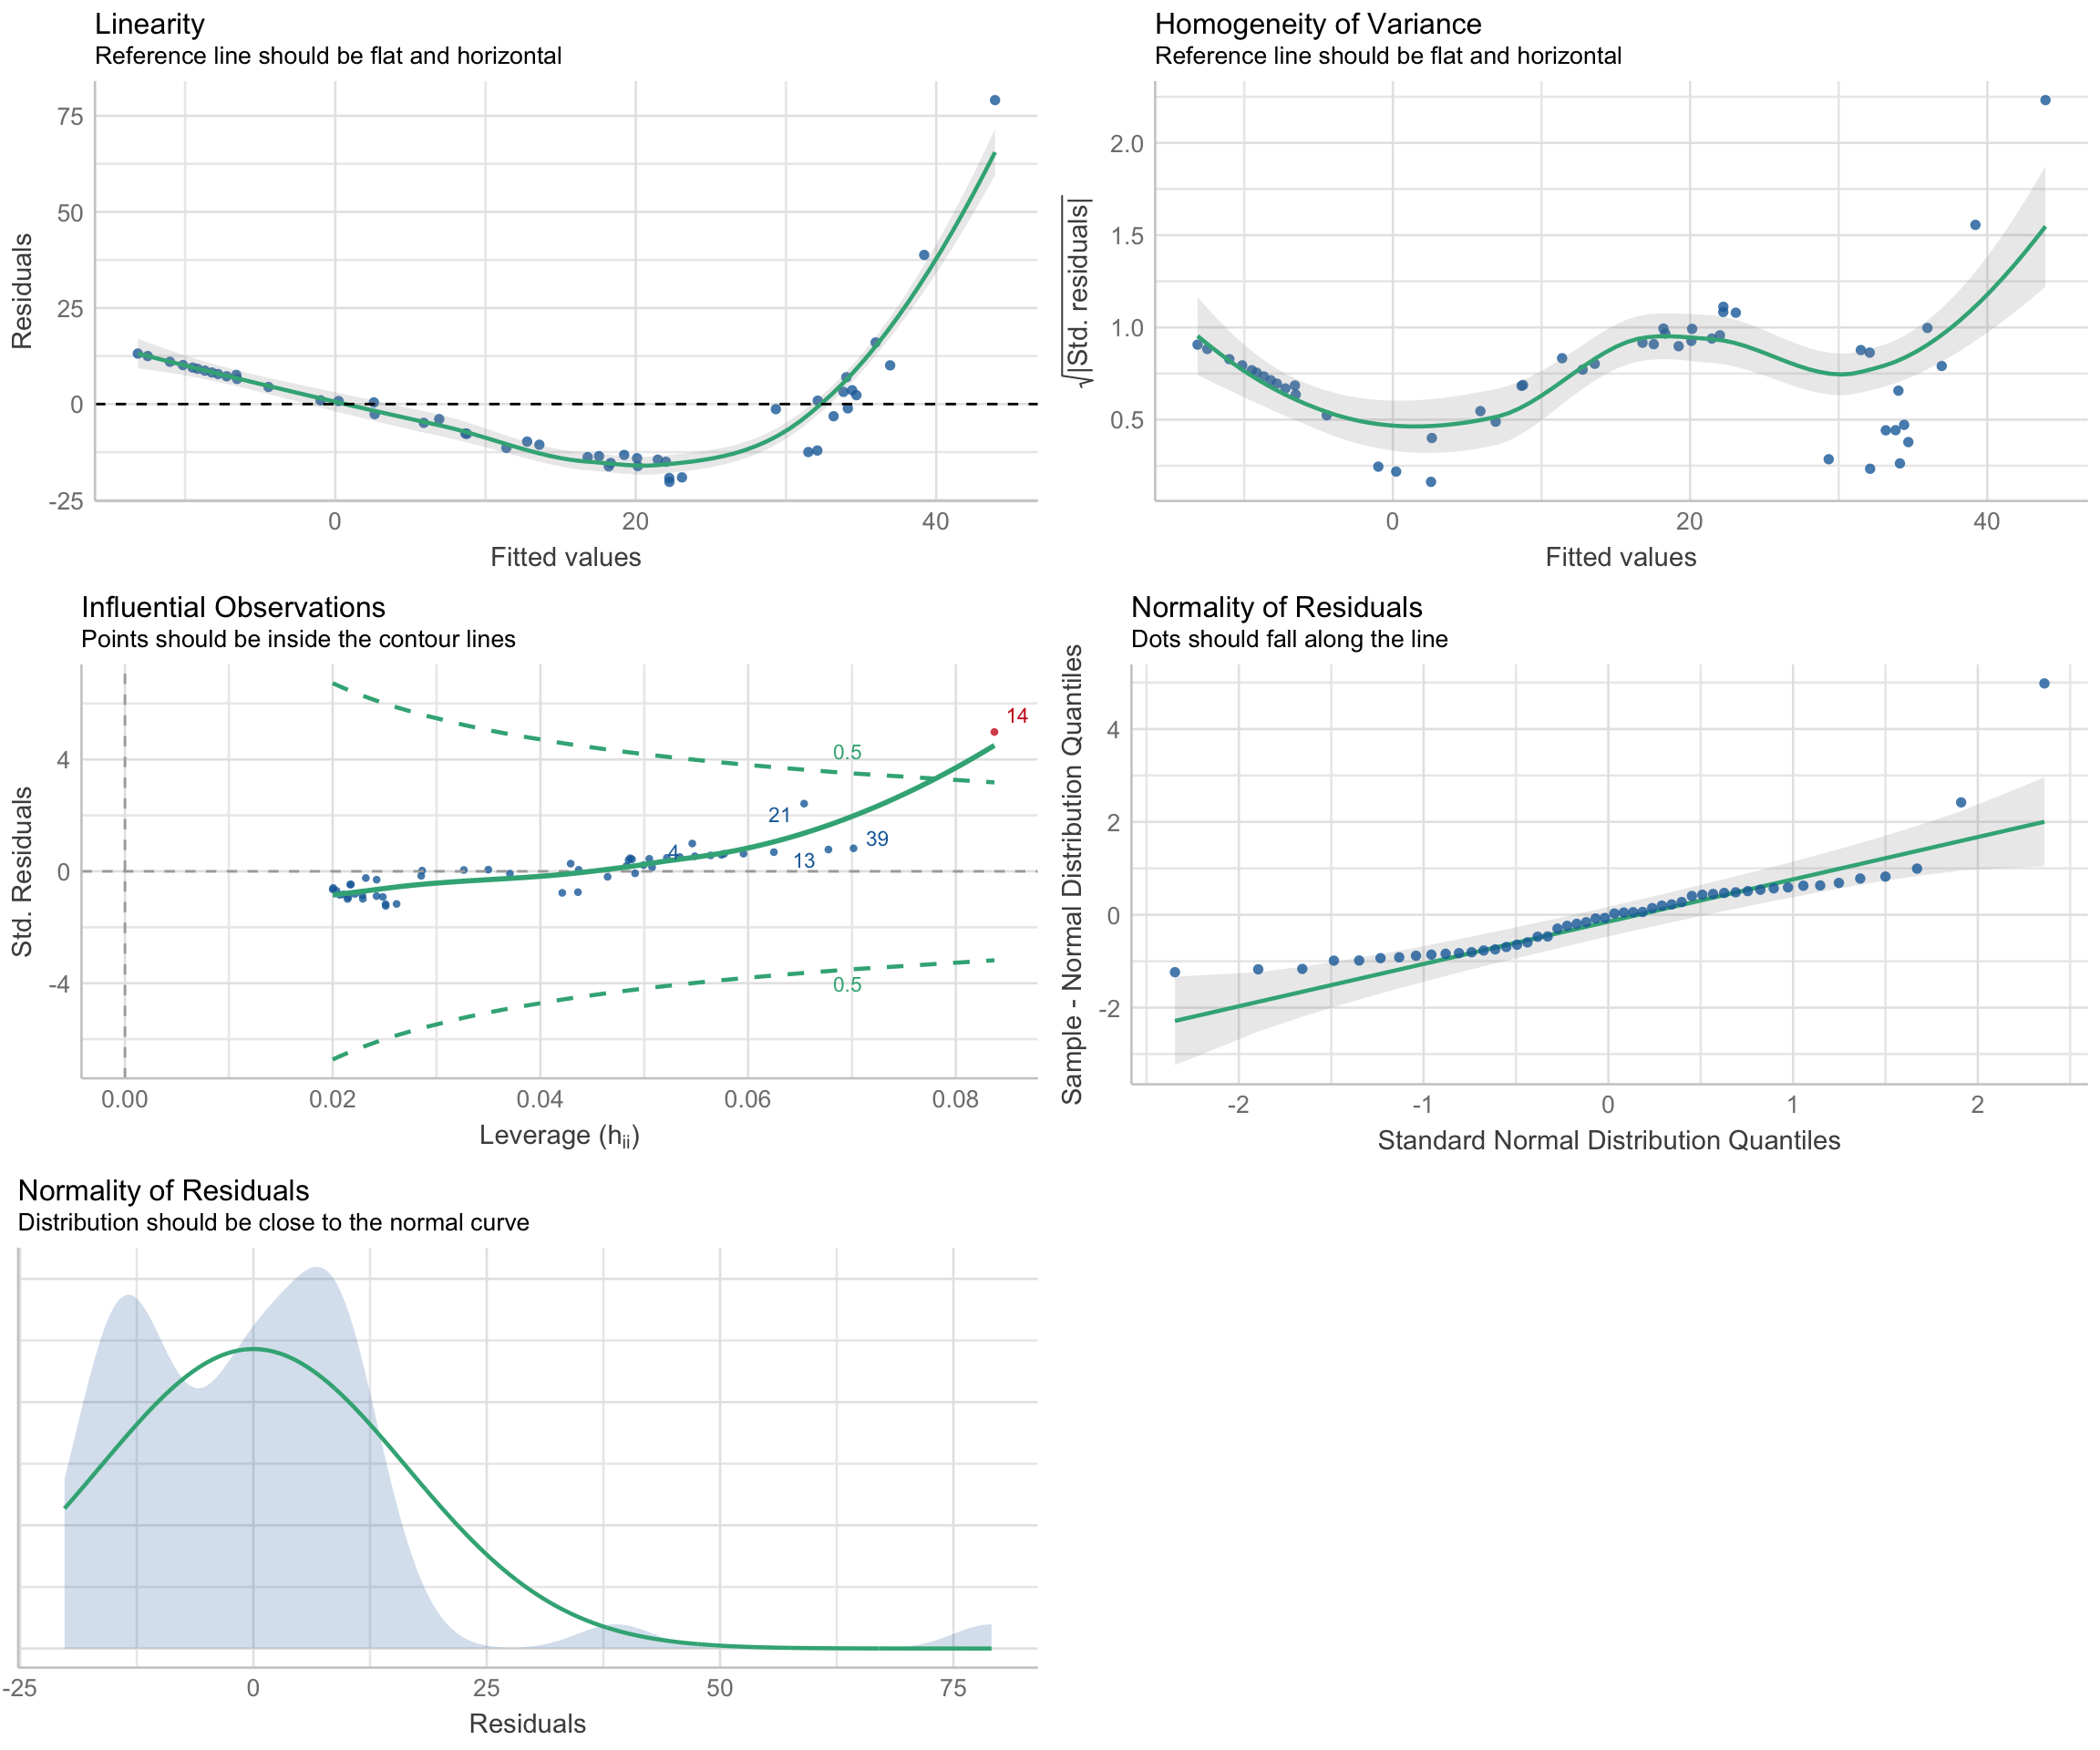 Linearity
Reference line should be flat and horizontal
75
50
25
0
-25
Residuals
0 20 40
Fitted values
Homogeneity of Variance
Reference line should be flat and horizontal
2.0
1.5
1.0
0.5
√|Std. residuals|
0 20 40
Fitted values
Influential Observations
Points should be inside the contour lines
14
0.5
21
4
13
39
0.5
4
0
-4
Std. Residuals
0.00 0.02 0.04 0.06 0.08
Leverage (hᵢᵢ)
Normality of Residuals
Dots should fall along the line
4
2
0
-2
Sample - Normal Distribution Quantiles
-2 -1 0 1 2
Standard Normal Distribution Quantiles
Normality of Residuals
Distribution should be close to the normal curve
-25 0 25 50 75
Residuals